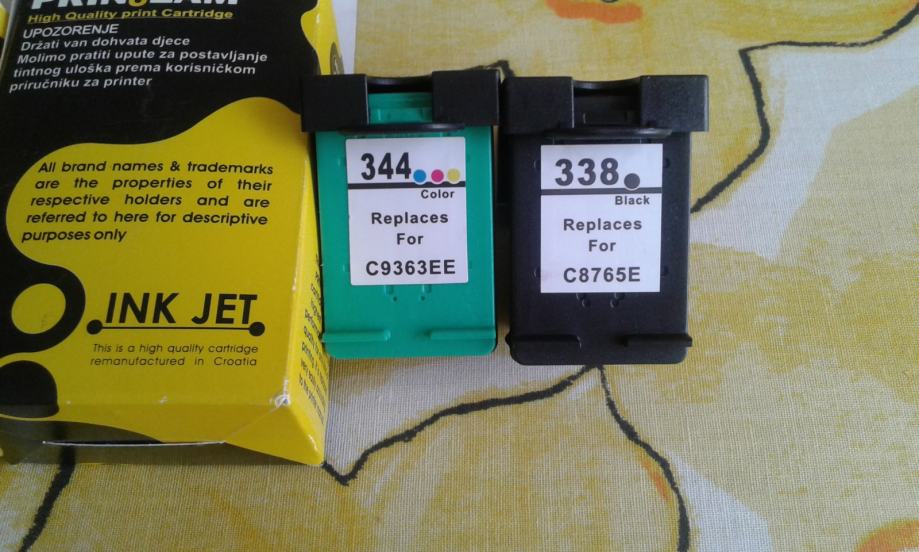 High Quality print Cartridge
UPOZORENJE
Držati van dohvata djece
Molimo pratiti upute za postavljanje
tintnog uloška prema korisničkom
priručniku za printer
All brand names & trademarks
are the properties of their
respective holders and are
referred to here for descriptive
purposes only
INK JET
This is a high quality cartridge
remanufactured in Croatia
344
Color
Replaces
For
C9363EE
338
Black
Replaces
For
C8765E